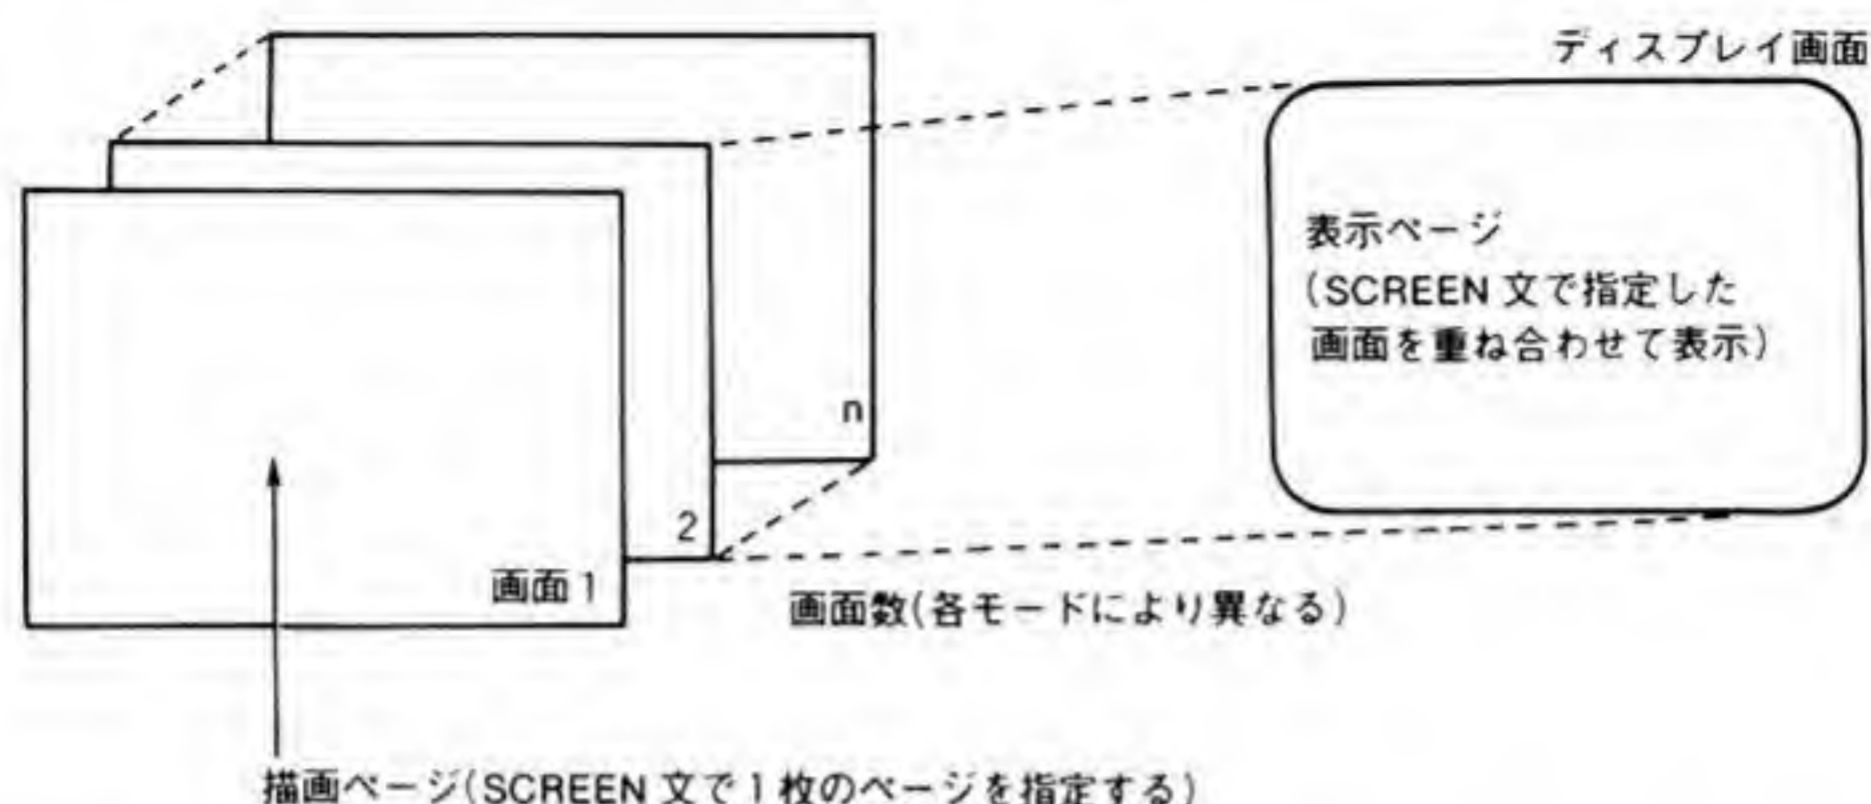 ディスプレイ画面
表示ページ
(SCREEN 文で指定した
画面を重ね合わせて表示)
n
2
画面 1
画面数(各モードにより異なる)
描画ページ(SCREEN 文で 1 枚のページを指定する)